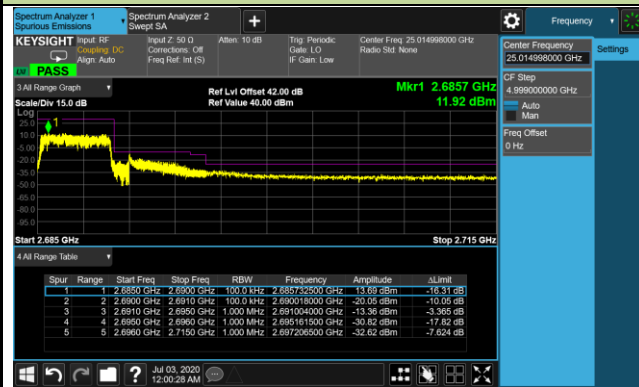 Spectrum Analyzer 1
Spurious Emissions
Spectrum Analyzer 2
Swept SA
Frequency
KEYSIGHT
Input: RF
Coupling: DC
Align: Auto
Input Z: 50 Ω
Corrections: Off
Freq Ref: Int (S)
Atten: 10 dB
Trig: Periodic
Gate: LO
IF Gain: Low
Center Freq: 25.014998000 GHz
Radio Std: None
PASS
Center Frequency
25.014998000 GHz
Settings
CF Step
4.999000000 GHz
Auto
Man
Freq Offset
0 Hz
3 All Range Graph
Scale/Div 15.0 dB
Ref Lvl Offset 42.00 dB
Ref Value 40.00 dBm
Mkr1 2.6857 GHz
11.92 dBm
Log
25.0
10.0
-5.00
-20.0
-35.0
-50.0
-65.0
-80.0
-95.0
1
Start 2.685 GHz
Stop 2.715 GHz
4 All Range Table
Spur Range Start Freq Stop Freq RBW Frequency Amplitude ΔLimit
1 1 2.6850 GHz 2.6900 GHz 100.0 kHz 2.685732500 GHz 13.69 dBm -16.31 dB
2 2 2.6900 GHz 2.6910 GHz 100.0 kHz 2.690018000 GHz -20.05 dBm -10.05 dB
3 3 2.6910 GHz 2.6950 GHz 1.000 MHz 2.691004000 GHz -13.36 dBm -3.365 dB
4 4 2.6950 GHz 2.6960 GHz 1.000 MHz 2.695161500 GHz -30.82 dBm -17.82 dB
5 5 2.6960 GHz 2.7150 GHz 1.000 MHz 2.697206500 GHz -32.62 dBm -7.624 dB
Jul 03, 2020
12:00:28 AM